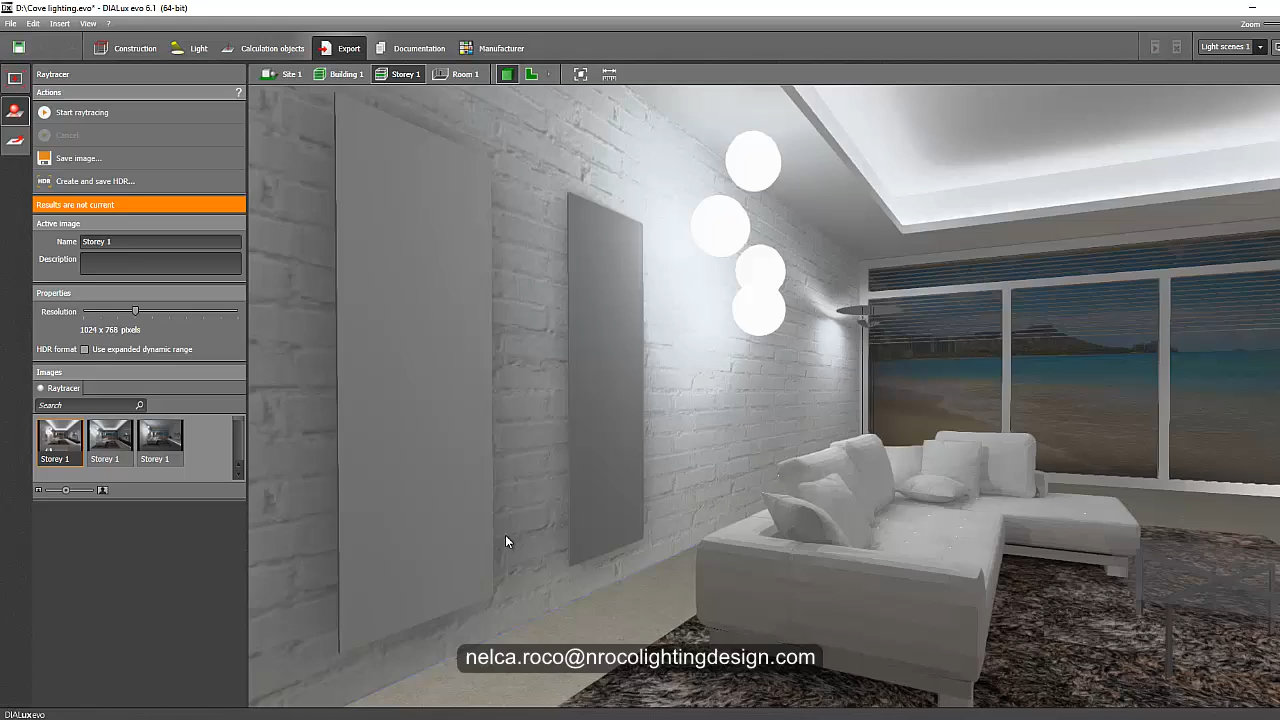 D:\Cove lighting.evo* - DIALux evo 6.1 (64-bit)
File Edit Insert View ?
Zoom
Construction Light Calculation objects Export Documentation Manufacturer
Light scenes 1
Raytracer
Site 1 Building 1 Storey 1 Room 1
Actions ?
Start raytracing
Cancel
Save image...
HDR Create and save HDR...
Results are not current
Active image
Name Storey 1
Description
Properties
Resolution
1024 x 768 pixels
HDR format Use expanded dynamic range
Images
Raytracer
Search
Storey 1 Storey 1 Storey 1
nelca.roco@nrocolightingdesign.com
DIALux evo